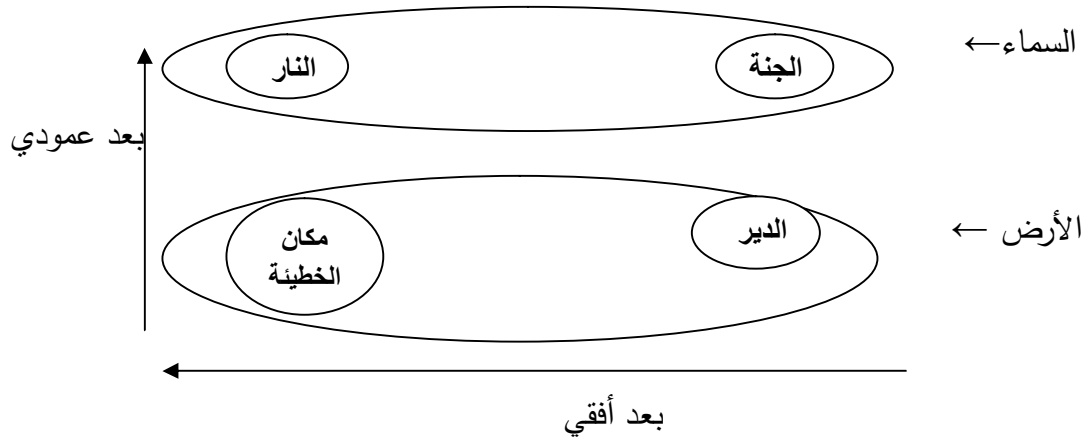 السماء←
الجنة
النار
بعد عمودي
الأرض ←
الدير
مكان
الخطيئة
بعد أفقي